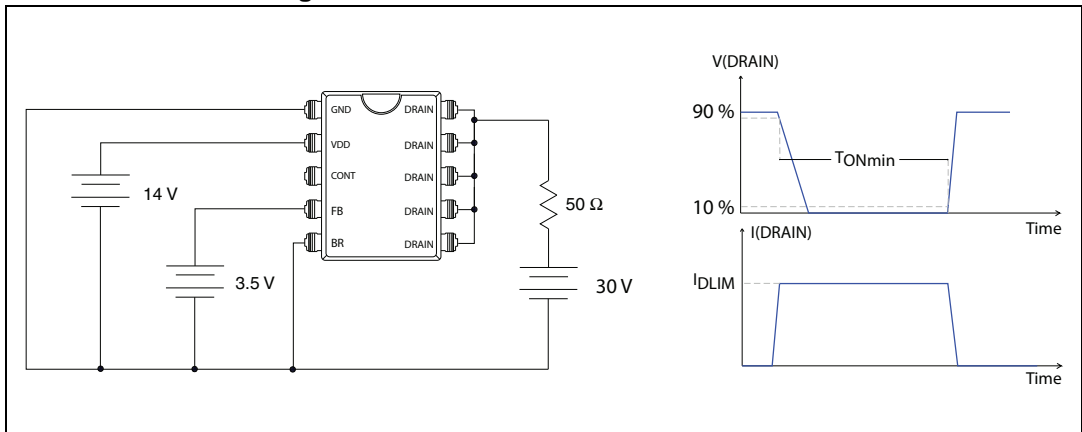 GND DRAIN
VDD DRAIN
CONT DRAIN
FB DRAIN
BR DRAIN
14 V
3.5 V
50 Ω
30 V
V(DRAIN)
90 %
TONmin
10 %
Time
I(DRAIN)
IDLIM
Time